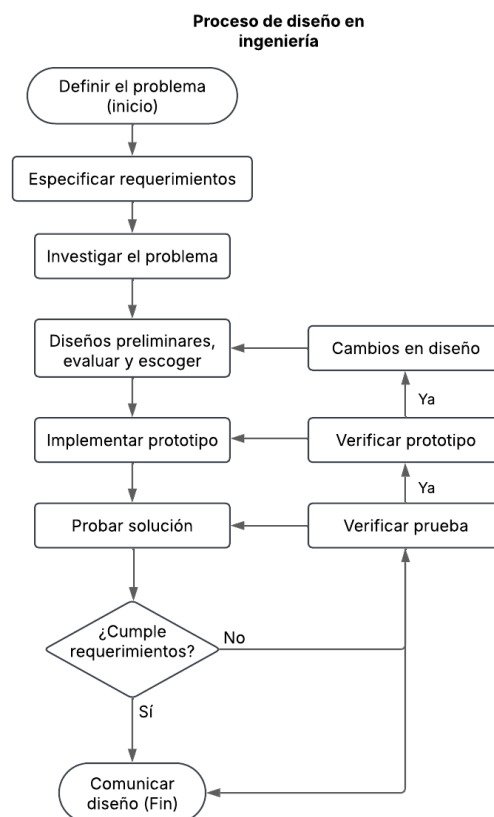 Proceso de diseño en
ingeniería
Definir el problema
(inicio)
Especificar requerimientos
Investigar el problema
Diseños preliminares,
evaluar y escoger
Cambios en diseño
Ya
Implementar prototipo
Verificar prototipo
Ya
Probar solución
Verificar prueba
¿Cumple
requerimientos?
No
Sí
Comunicar
diseño (Fin)